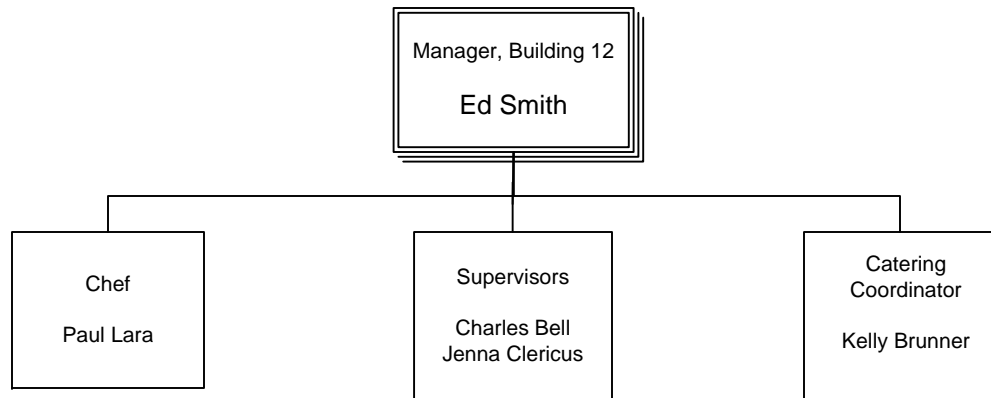 Manager, Building 12
Ed Smith
Chef
Paul Lara
Supervisors
Charles Bell
Jenna Clericus
Catering
Coordinator
Kelly Brunner